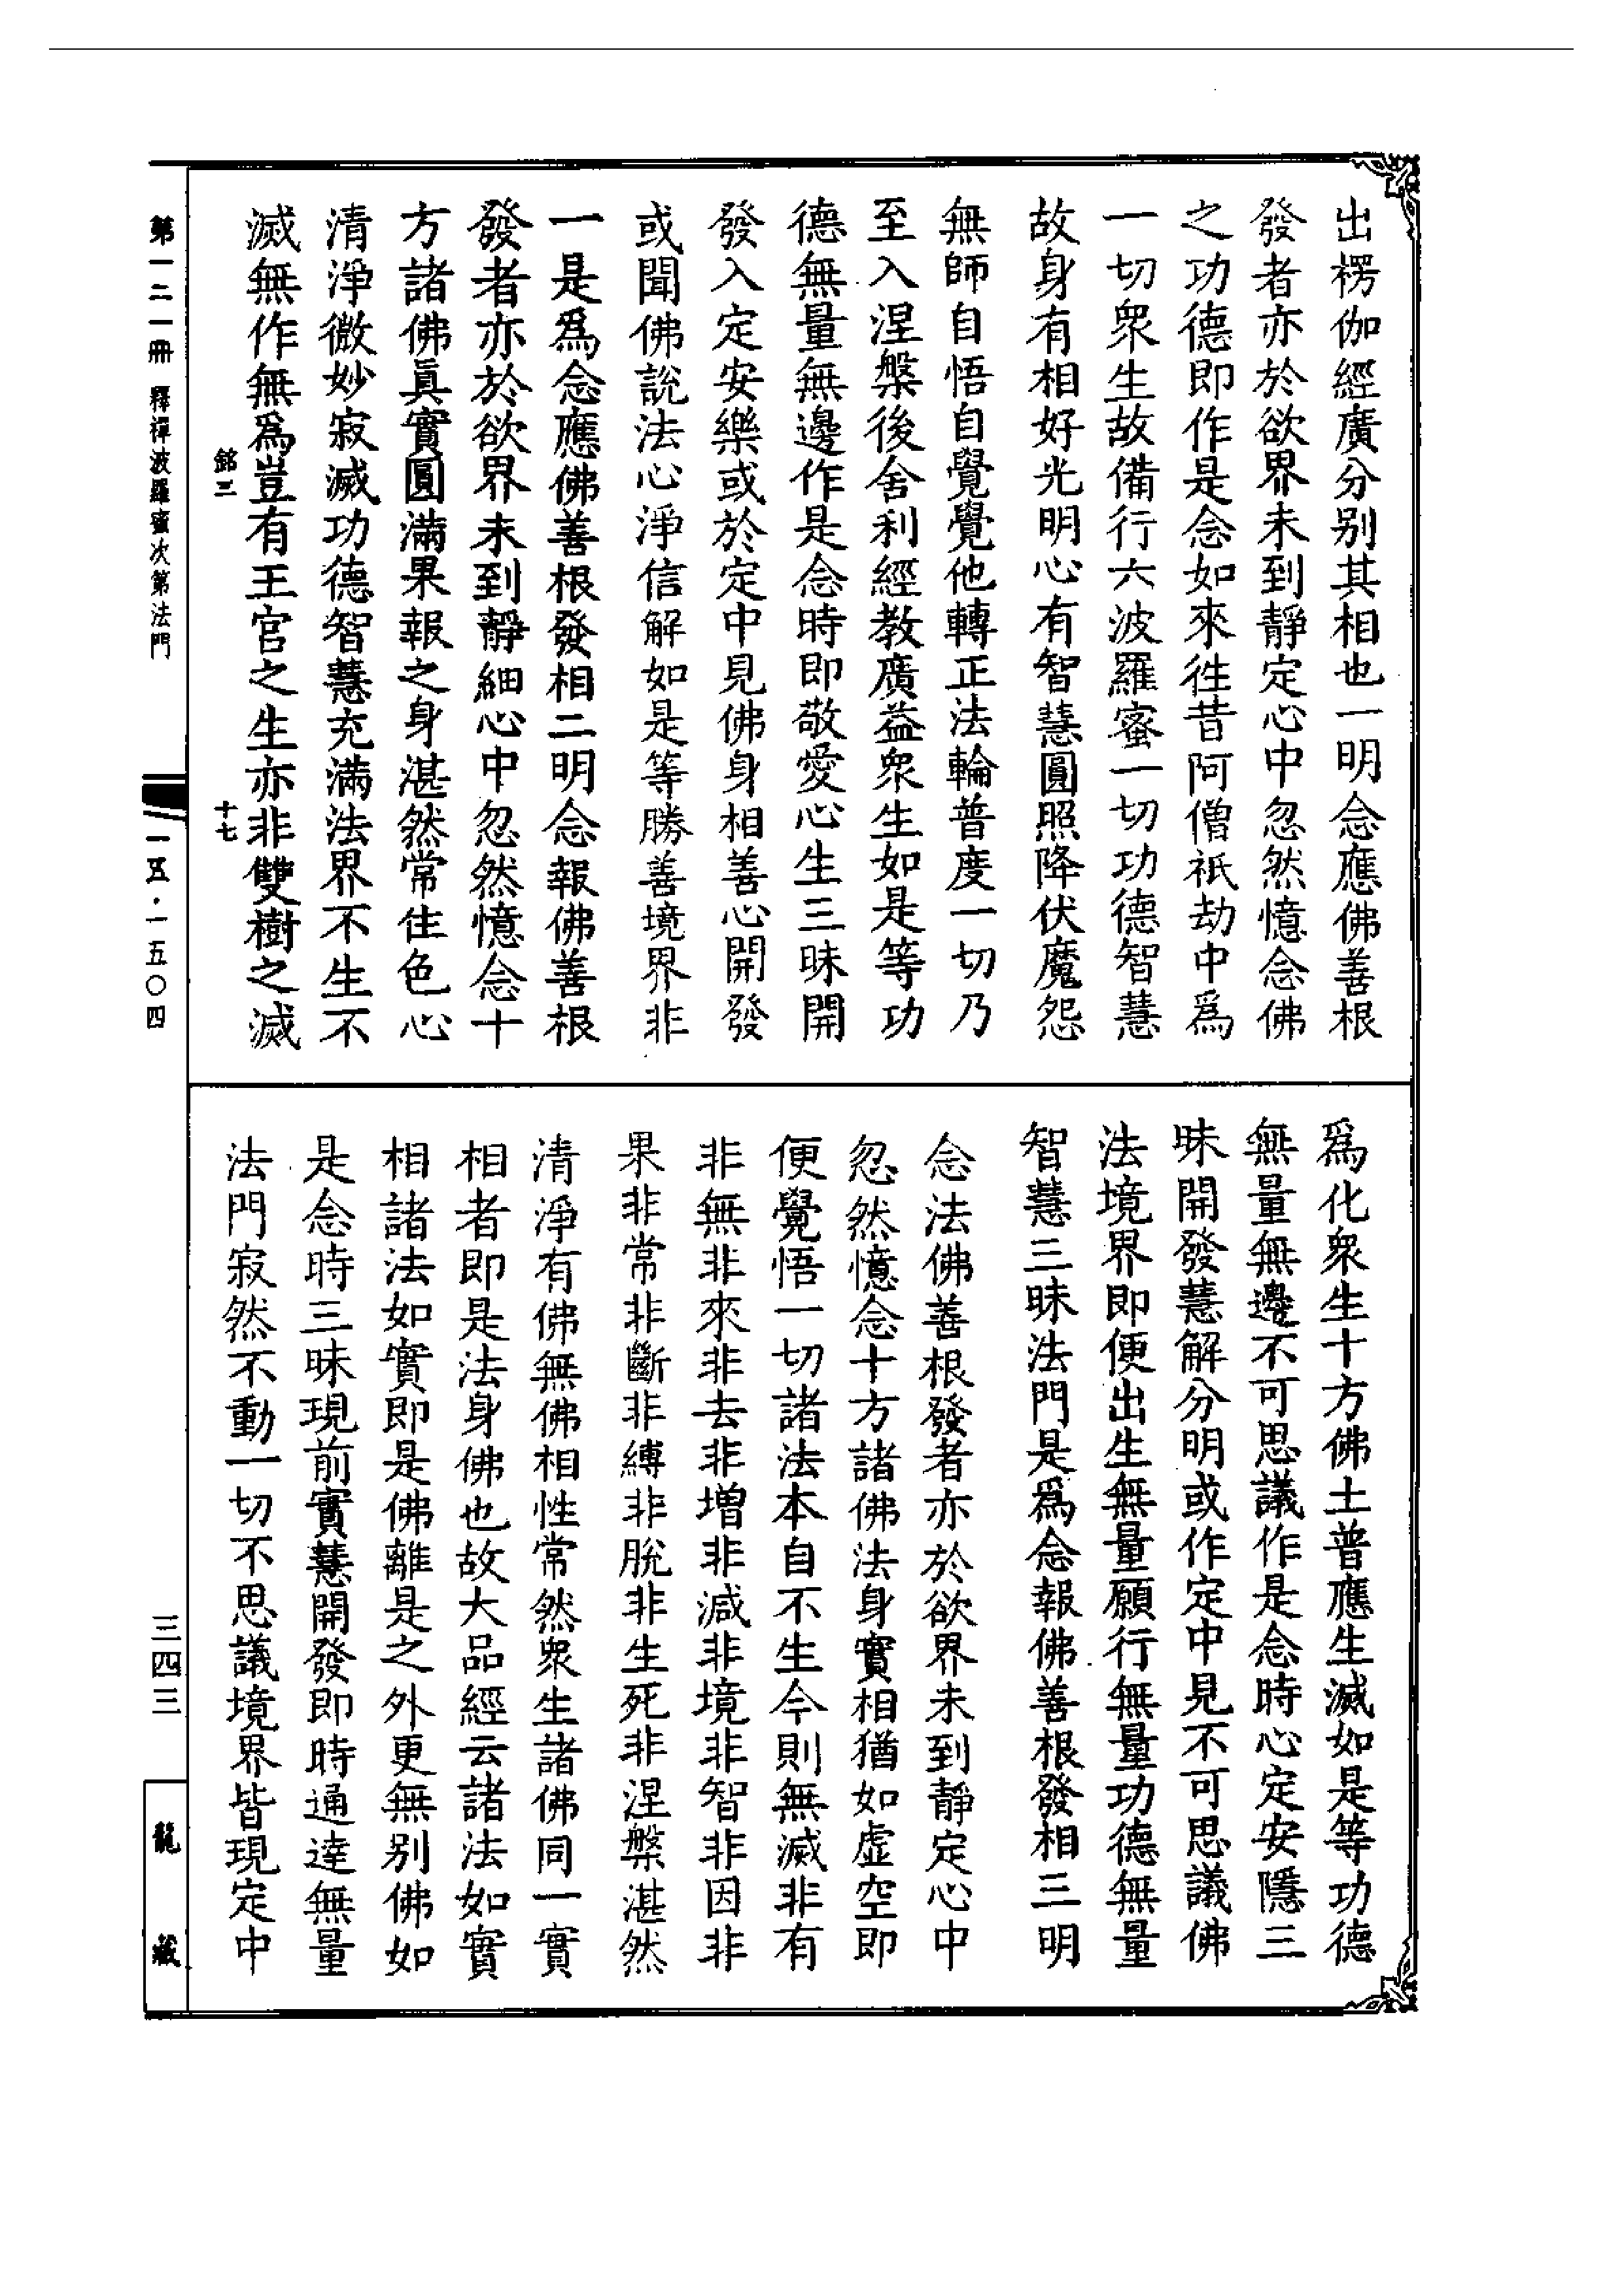 出楞伽經廣分别其相也一明念應佛善根
發者亦於欲界未到靜定心中忽然憶念佛
之功德即作是念如來徃昔阿僧祇劫中爲
一切衆生故備行六波羅蜜一切功德智慧
故身有相好光明心有智慧圓照降伏魔怨
無師自悟自覺覺他轉正法輪普度一切乃
至入涅槃後舍利經教廣益衆生如是等功
德無量無邊作是念時即敬愛心生三昧開
發入定安樂或於定中見佛身相善心開發
或聞佛說法心淨信解如是等勝善境界非
一是爲念應佛善根發相二明念報佛善根
發者亦於欲界未到靜細心中忽然憶念十
方諸佛眞實圓滿果報之身湛然常住色心
清淨微妙寂滅功德智慧充滿法界不生不
滅無作無爲豈有王宮之生亦非雙樹之滅
銘三 十七
爲化衆生十方佛土普應生滅如是等功德
無量無邊不可思議作是念時心定安隱三
昧開發慧解分明或作定中見不可思議佛
法境界即便出生無量願行無量功德無量
智慧三昧法門是爲念報佛善根發相三明
念法佛善根發者亦於欲界未到靜定心中
忽然憶念十方諸佛法身實相猶如虚空即
便覺悟一切諸法本自不生今則無滅非有
非無非來非去非增非減非境非智非因非
果非常非斷非縛非脫非生死非涅槃湛然
清淨有佛無佛相性常然衆生諸佛同一實
相者即是法身佛也故大品經云諸法如實
相諸法如實即是佛離是之外更無别佛如
是念時三昧現前實慧開發即時通達無量
法門寂然不動一切不思議境界皆現定中
第一二一冊 釋禪波羅蜜次第法門
一五·一五〇四
三四三
龍藏